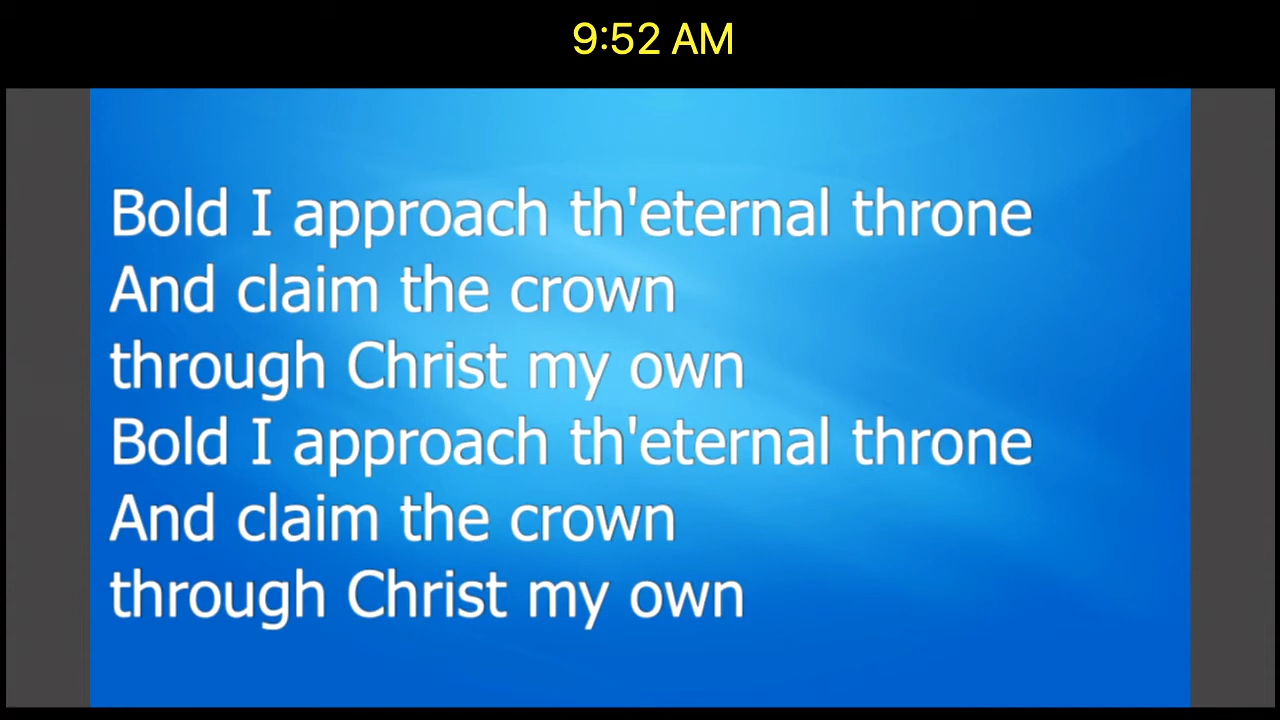 9:52 AM
Bold I approach th'eternal throne
And claim the crown
through Christ my own
Bold I approach th'eternal throne
And claim the crown
through Christ my own